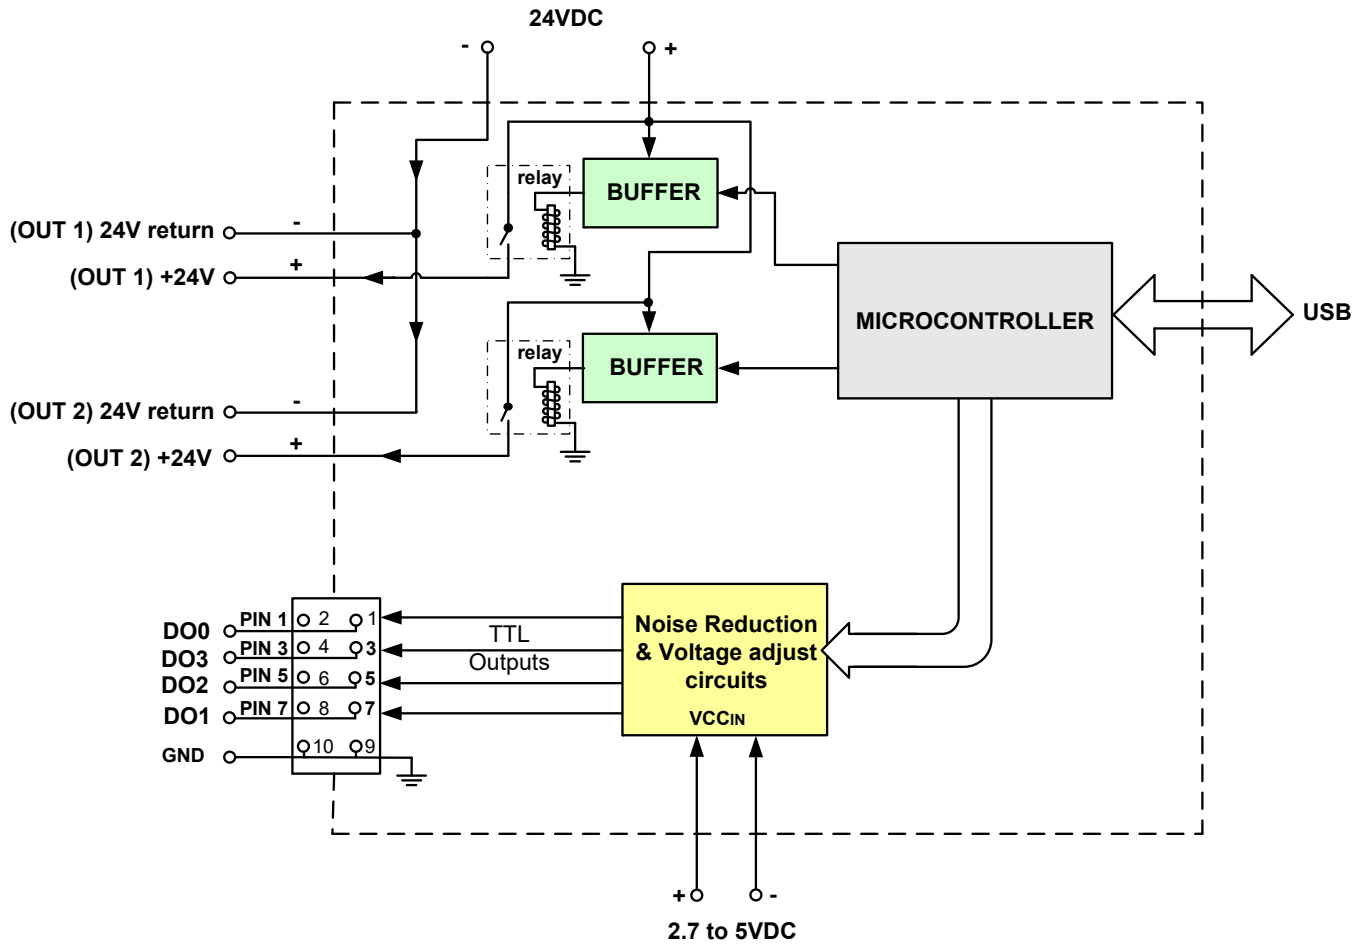 24VDC
- +
relay
BUFFER
(OUT 1) 24V return -
(OUT 1) +24V +
MICROCONTROLLER
USB
relay
BUFFER
(OUT 2) 24V return -
(OUT 2) +24V +
DO0 PIN 1 2 1
DO3 PIN 3 4 3
DO2 PIN 5 6 5
DO1 PIN 7 8 7
GND 10 9
TTL
Outputs
Noise Reduction
& Voltage adjust
circuits
VCCIN
+ -
2.7 to 5VDC